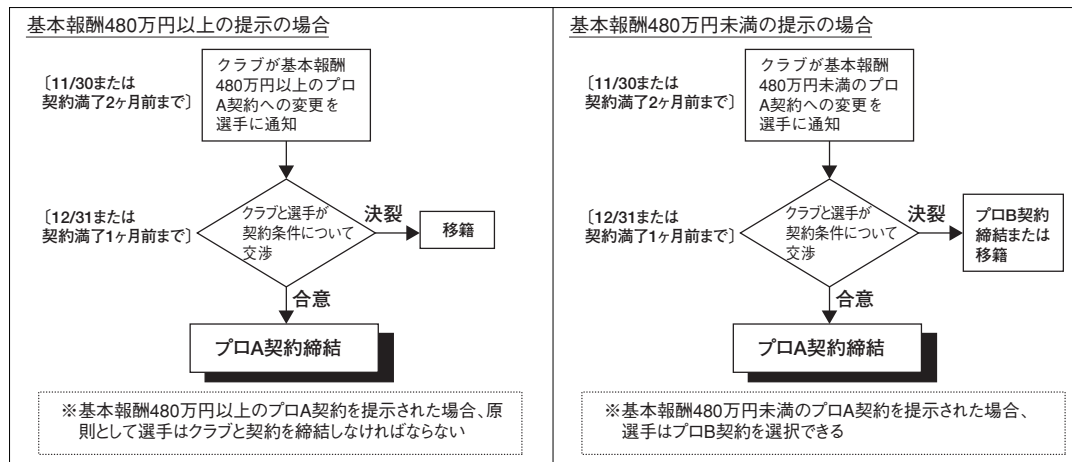 基本報酬480万円以上の提示の場合
〔11/30または
契約満了2ヶ月前まで〕
クラブが基本報酬
480万円以上のプロ
A契約への変更を
選手に通知
〔12/31または
契約満了1ヶ月前まで〕
クラブと選手が
契約条件について
交渉
決裂
移籍
合意
プロA契約締結
※基本報酬480万円以上のプロA契約を提示された場合、原
則として選手はクラブと契約を締結しなければならない
基本報酬480万円未満の提示の場合
〔11/30または
契約満了2ヶ月前まで〕
クラブが基本報酬
480万円未満のプロ
A契約への変更を
選手に通知
〔12/31または
契約満了1ヶ月前まで〕
クラブと選手が
契約条件について
交渉
決裂
プロB契約
締結または
移籍
合意
プロA契約締結
※基本報酬480万円未満のプロA契約を提示された場合、
選手はプロB契約を選択できる